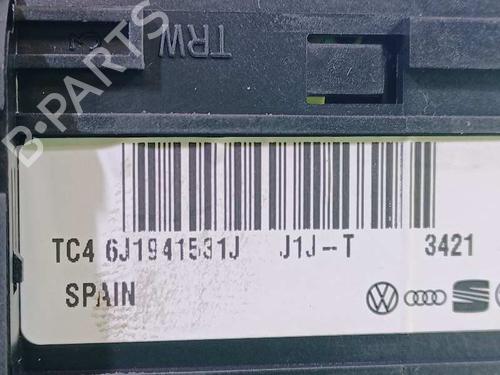 TRW
B-PARTS
TC4 6J1941531J J1J-T 3421
SPAIN